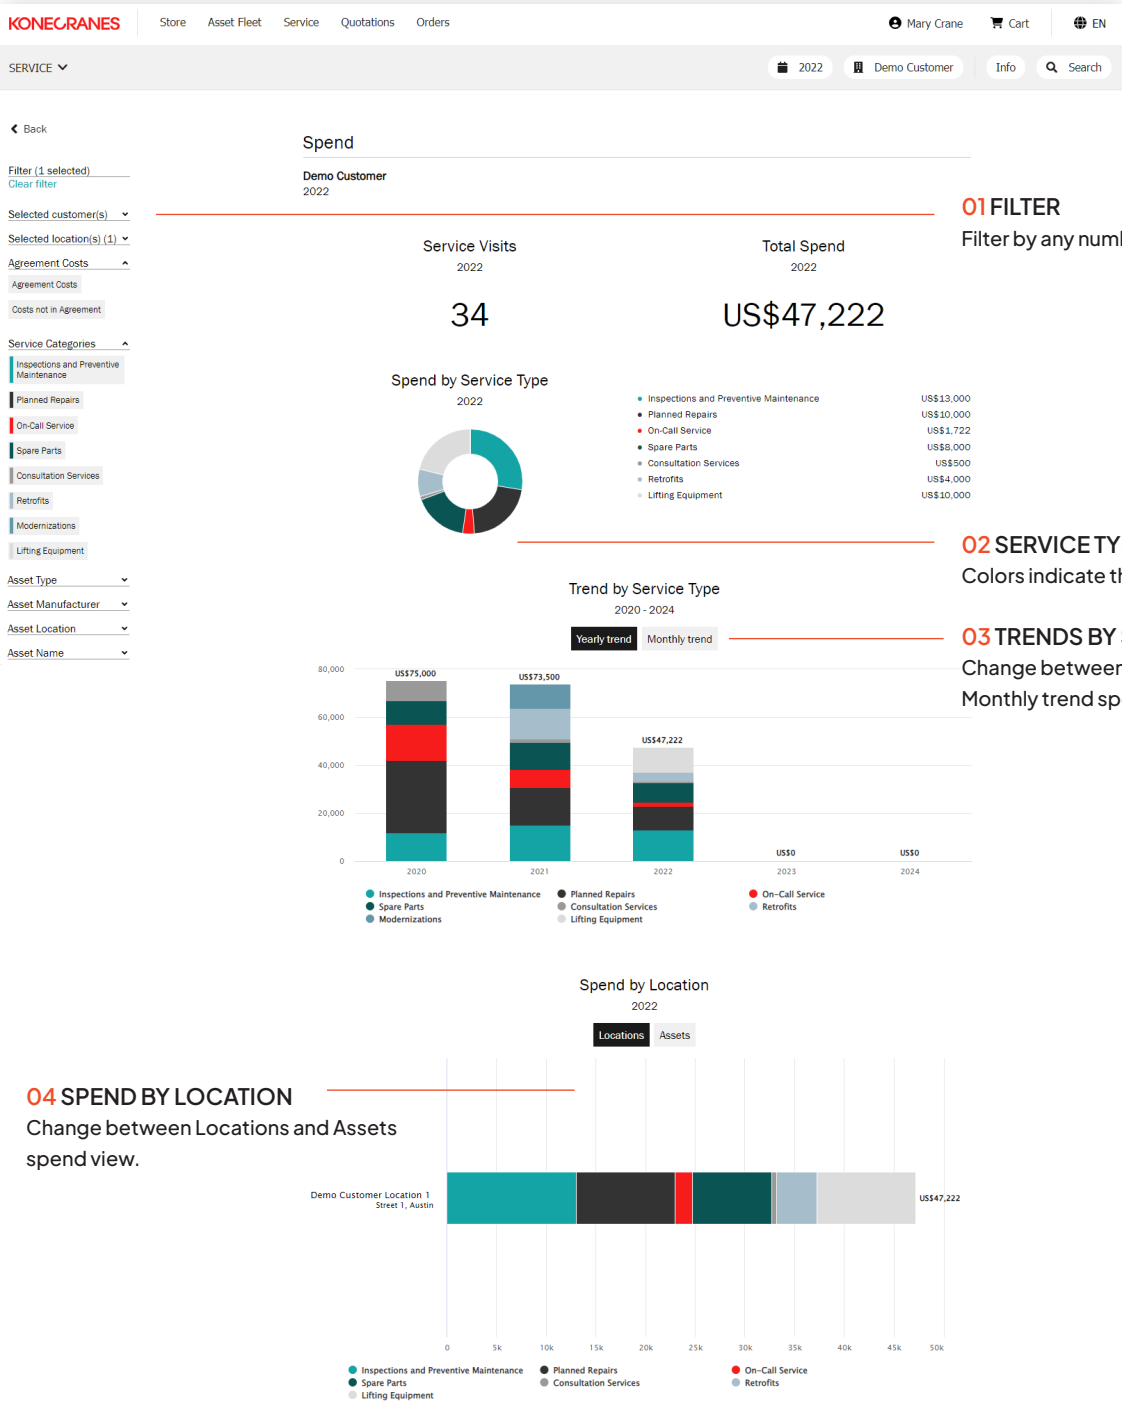 KONECRANES Store Asset Fleet Service Quotations Orders Mary Crane Cart EN
SERVICE 2022 Demo Customer Info Search
Back
Spend
Filter (1 selected)
Clear filter
Demo Customer
2022
Selected customer(s)
Selected location(s) (1)
Agreement Costs
Agreement Costs
Costs not in Agreement
Service Categories
Inspections and Preventive
Maintenance
Planned Repairs
On-Call Service
Spare Parts
Consultation Services
Retrofits
Modernizations
Lifting Equipment
Asset Type
Asset Manufacturer
Asset Location
Asset Name
01 FILTER
Filter by any
Service Visits
2022
34
Total Spend
2022
US$47,222
Spend by Service Type
2022
Inspections and Preventive Maintenance US$13,000
Planned Repairs US$10,000
On-Call Service US$1,722
Spare Parts US$8,000
Consultation Services US$500
Retrofits US$4,000
Lifting Equipment US$10,000
02 SERVICE
Colors indicate
Trend by Service Type
2020 - 2024
Yearly trend Monthly trend
03 TRENDS BY
Change between
Monthly trend
80,000
60,000
40,000
20,000
0
US$75,000
US$73,500
US$47,222
US$0
US$0
2020 2021 2022 2023 2024
Inspections and Preventive Maintenance Planned Repairs On-Call Service
Spare Parts Consultation Services Retrofits
Modernizations Lifting Equipment
Spend by Location
2022
Locations Assets
04 SPEND BY LOCATION
Change between Locations and Assets
spend view.
Demo Customer Location 1
Street 1, Austin
US$47,222
0 5k 10k 15k 20k 25k 30k 35k 40k 45k 50k
Inspections and Preventive Maintenance Planned Repairs On-Call Service
Spare Parts Consultation Services Retrofits
Lifting Equipment